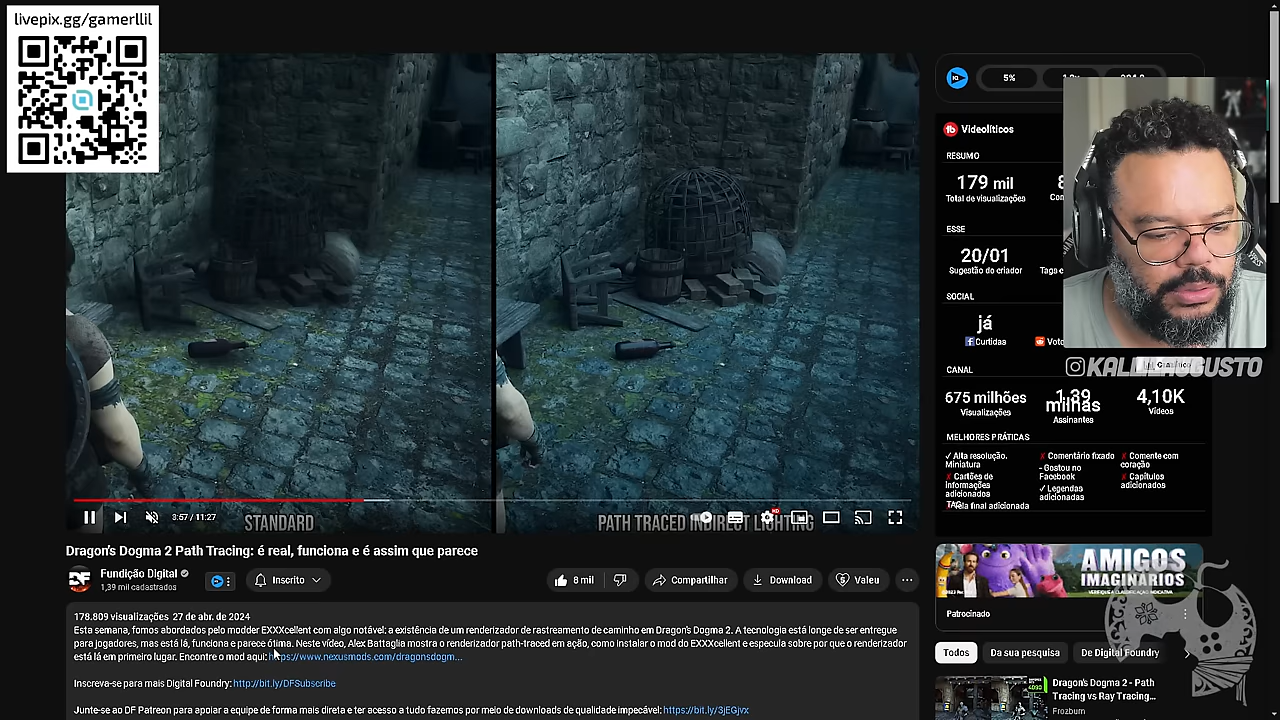 livepix.gg/gamerllil
5%
Videolíticos
RESUMO
179 mil
Total de visualizações
ESSE
20/01
Sugestão do criador
SOCIAL
já
Curtidas
CANAL
@KALLELAUGUSTO
675 milhões
Visualizações
1,39 milhas
Assinantes
4,10K
Vídeos
MELHORES PRÁTICAS
✓ Alta resolução. Miniatura
✗ Comentário fixado
✗ Comente com coração
✗ Cartões de Informações adicionados
- Gostou no Facebook
✗ Capítulos adicionados
✓ Legendas adicionadas
Tela final adicionada
3:57 / 11:27
STANDARD
PATH TRACED INDIRECT LIGHTING
HD
Dragon's Dogma 2 Path Tracing: é real, funciona e é assim que parece
Fundição Digital
1,39 mil cadastrados
Inscrito
8 mil
Compartilhar
Download
Valeu
178.809 visualizações 27 de abr. de 2024
Esta semana, fomos abordados pelo modder EXXXcellent com algo notável: a existência de um renderizador de rastreamento de caminho em Dragon's Dogma 2. A tecnologia está longe de ser entregue
para jogadores, mas está lá, funciona e parece ótima. Neste vídeo, Alex Battaglia mostra o renderizador path-traced em ação, como instalar o mod do EXXXcellent e especula sobre por que o renderizador
está lá em primeiro lugar. Encontre o mod aqui: https://www.nexusmods.com/dragonsdogm...
Inscreva-se para mais Digital Foundry: http://bit.ly/DFSubscribe
Junte-se ao DF Patreon para apoiar a equipe de forma mais direta e ter acesso a tudo fazemos por meio de downloads de qualidade impecável: https://bit.ly/3jEGjvx
AMIGOS
IMAGINÁRIOS
VERIFIQUE A CLASSIFICAÇÃO INDICATIVA
Patrocinado
Todos
Da sua pesquisa
De Digital Foundry
Dragon's Dogma 2 - Path
Tracing vs Ray Tracing...
Frozburn